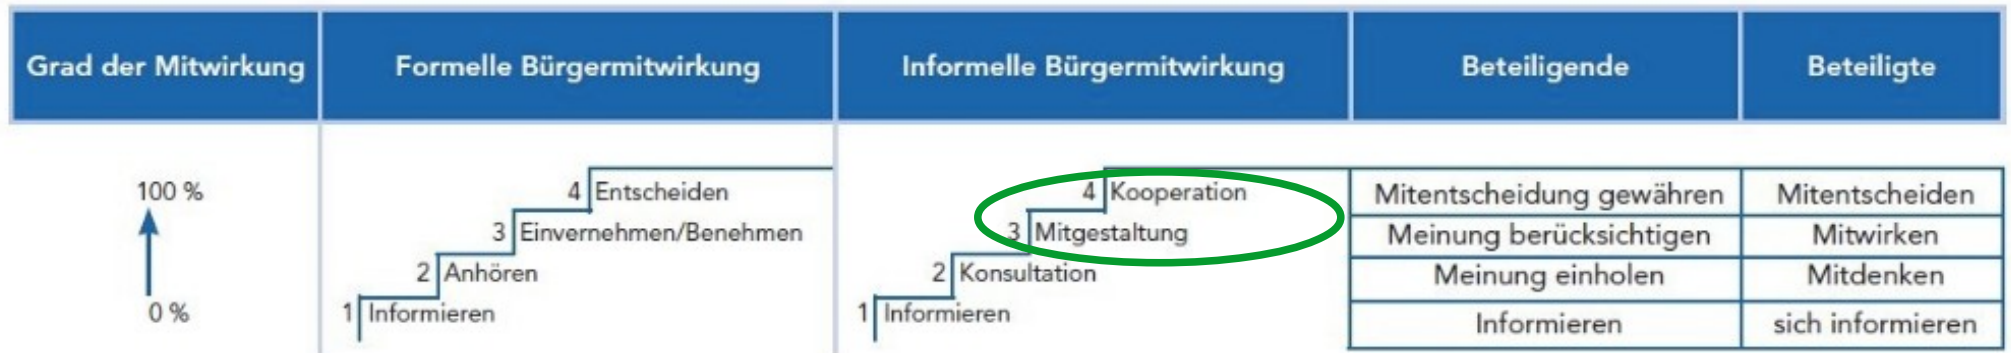 Grad der Mitwirkung Formelle Bürgermitwirkung Informelle Bürgermitwirkung Beteiligende Beteiligte
100 % 4 Entscheiden 4 Kooperation Mitentscheidung gewähren Mitentscheiden
3 Einvernehmen/Benehmen 3 Mitgestaltung Meinung berücksichtigen Mitwirken
2 Anhören 2 Konsultation Meinung einholen Mitdenken
0 % 1 Informieren 1 Informieren Informieren sich informieren